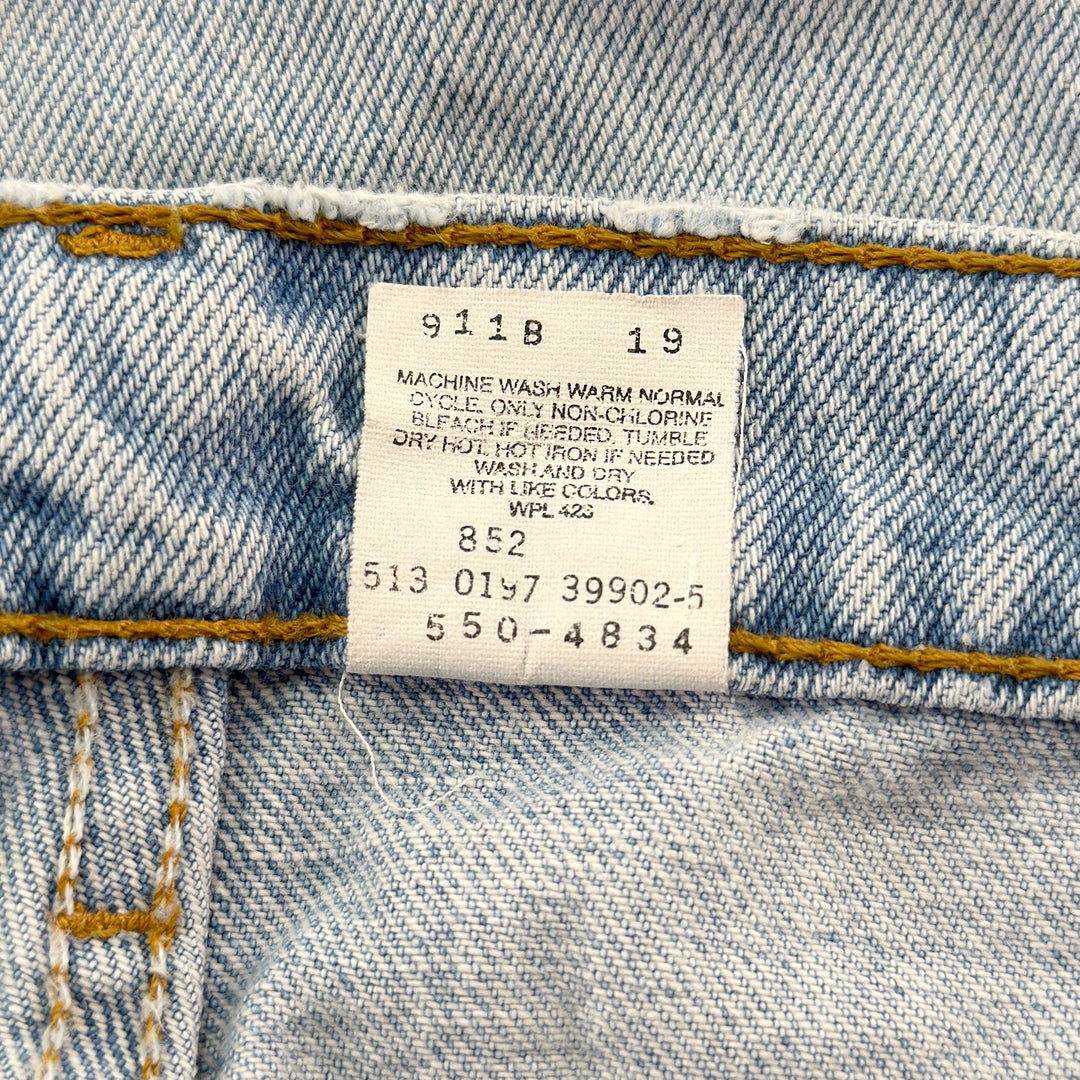 911B 19
MACHINE WASH WARM NORMAL
CYCLE. ONLY NON-CHLORINE
BLEACH IF NEEDED. TUMBLE
DRY HOT. HOT IRON IF NEEDED
WASH AND DRY
WITH LIKE COLORS.
WPL 423
852
513 0197 39902-5
550-4834